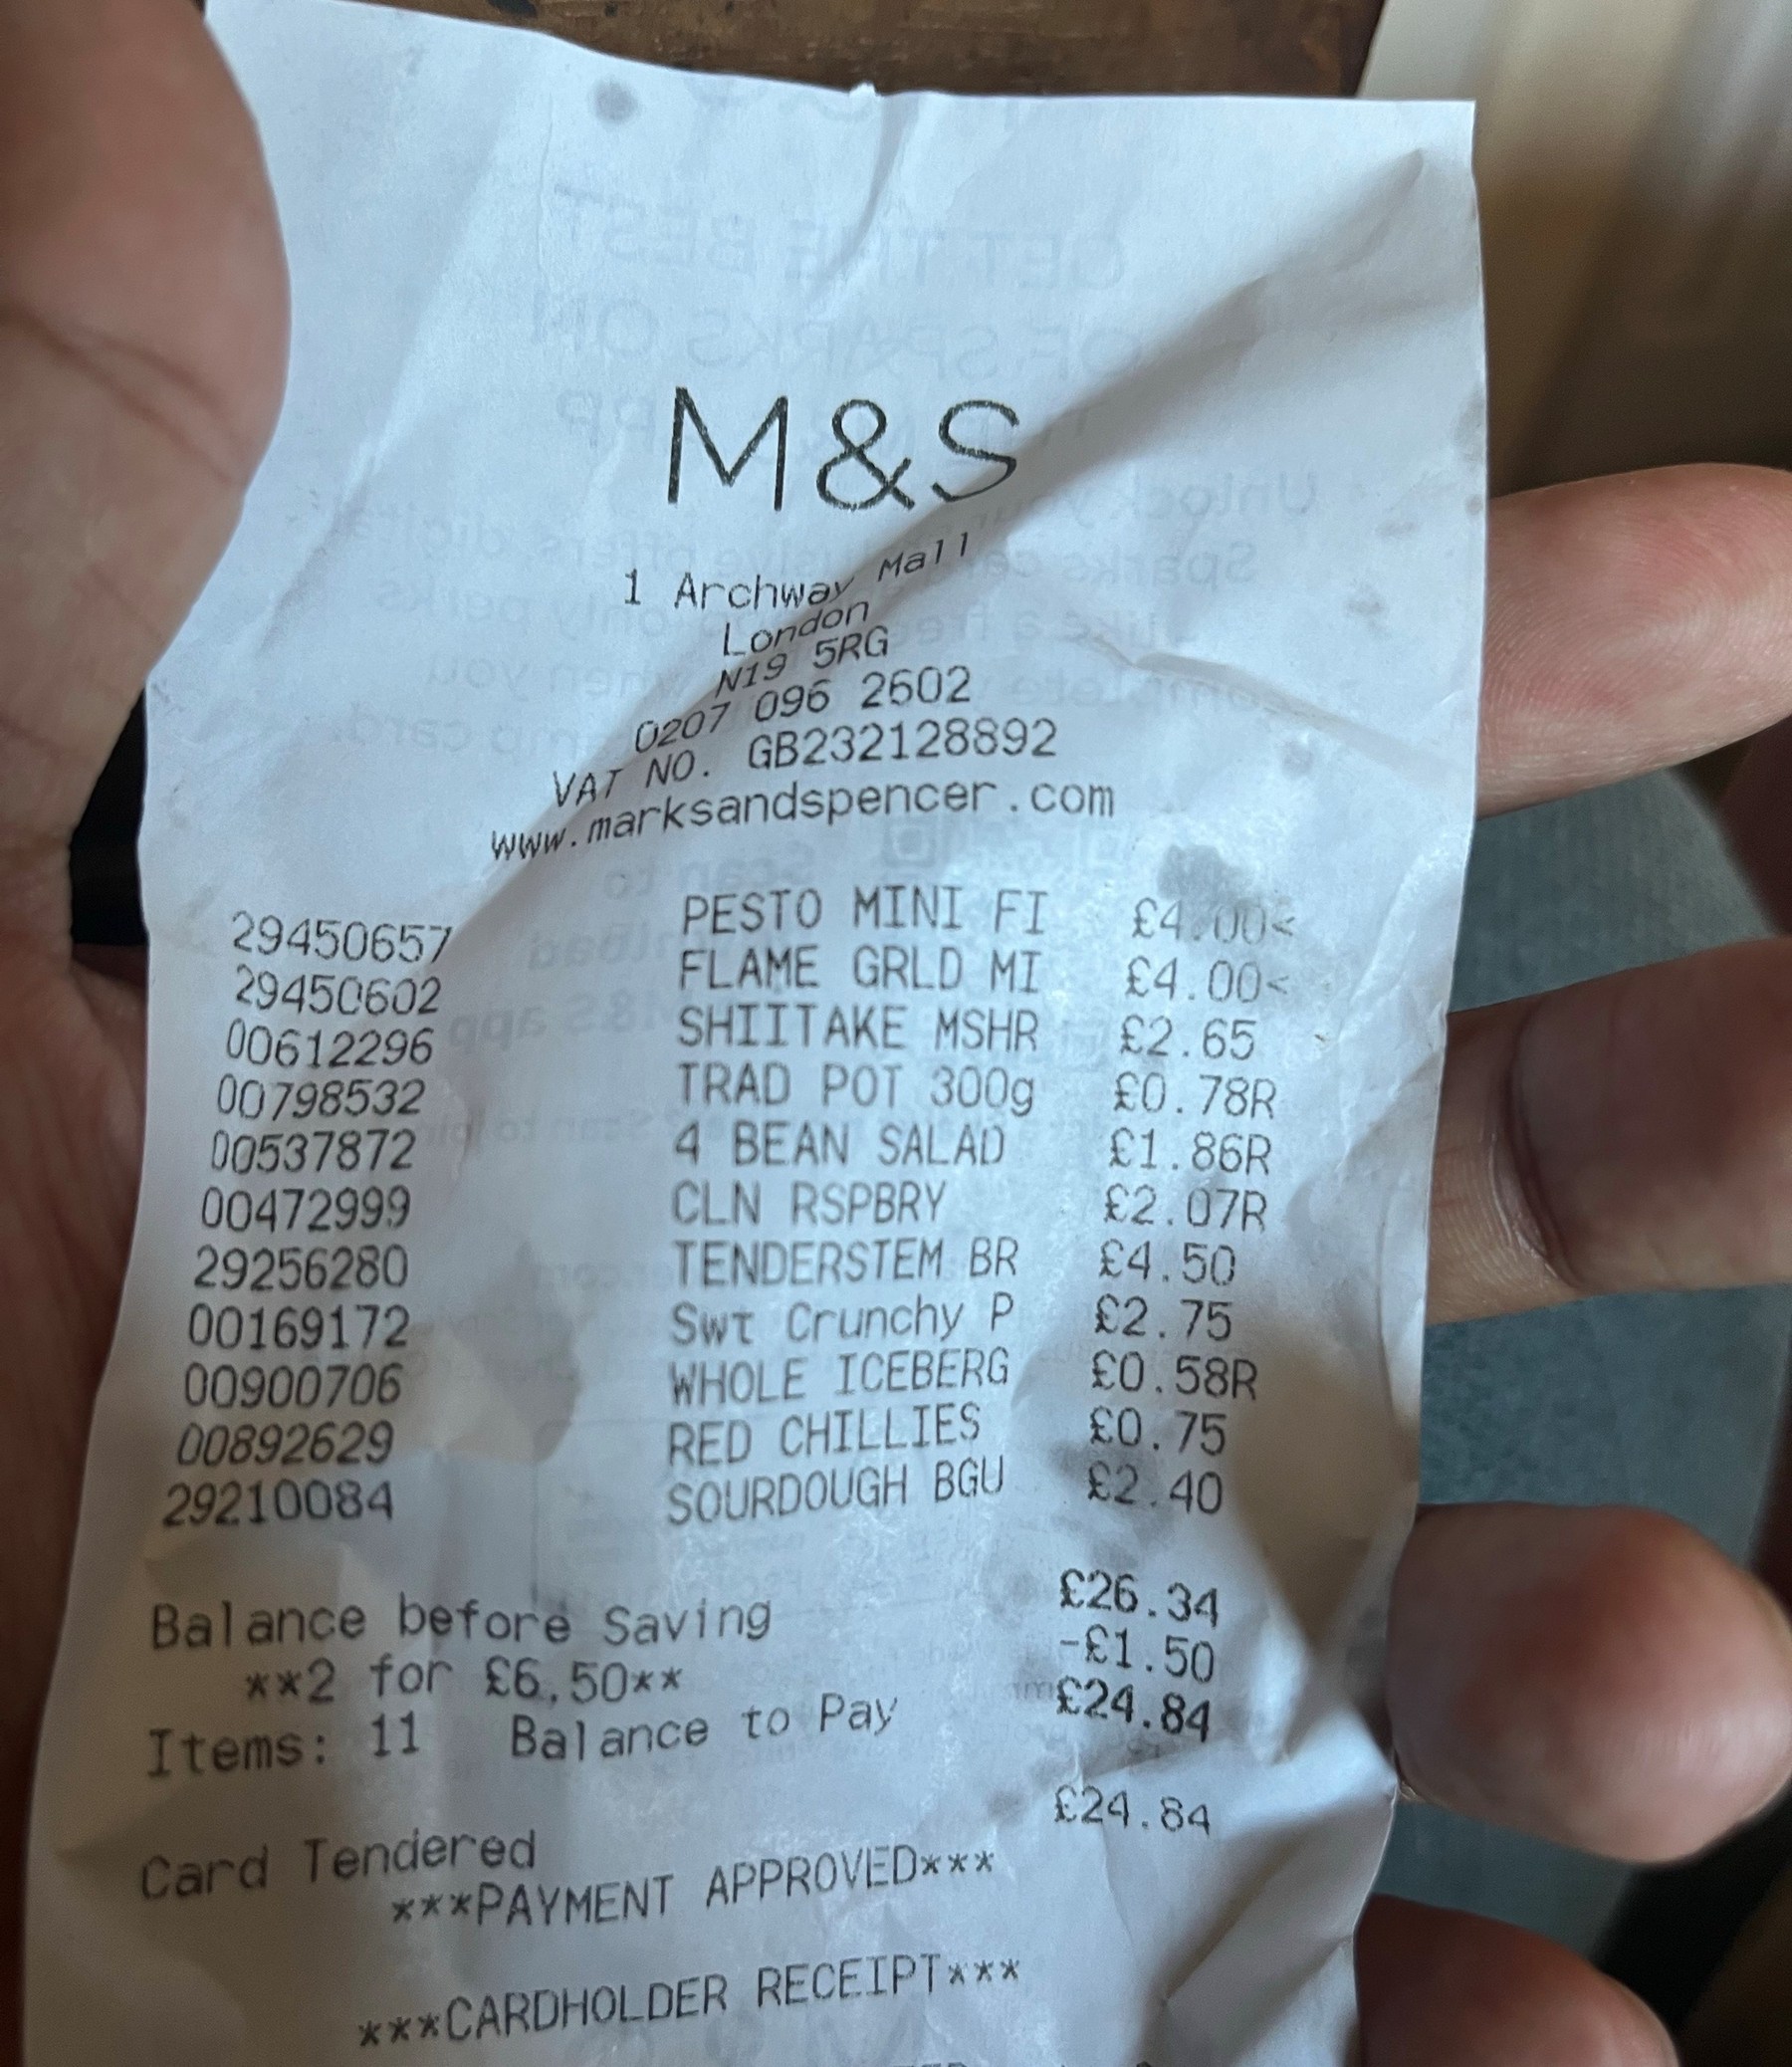 M&S
1 Archway Mall
London
N19 5RG
0207 096 2602
VAT NO. GB232128892
www.marksandspencer.com
29450657 PESTO MINI FI £4.00<
29450602 FLAME GRLD MI £4.00<
00612296 SHIITAKE MSHR £2.65
00798532 TRAD POT 300g £0.78R
00537872 4 BEAN SALAD £1.86R
00472999 CLN RSPBRY £2.07R
29256280 TENDERSTEM BR £4.50
00169172 Swt Crunchy P £2.75
00900706 WHOLE ICEBERG £0.58R
00892629 RED CHILLIES £0.75
29210084 SOURDOUGH BGU £2.40
Balance before Saving £26.34
**2 for £6.50** -£1.50
Items: 11 Balance to Pay £24.84
Card Tendered £24.84
***PAYMENT APPROVED***
***CARDHOLDER RECEIPT***